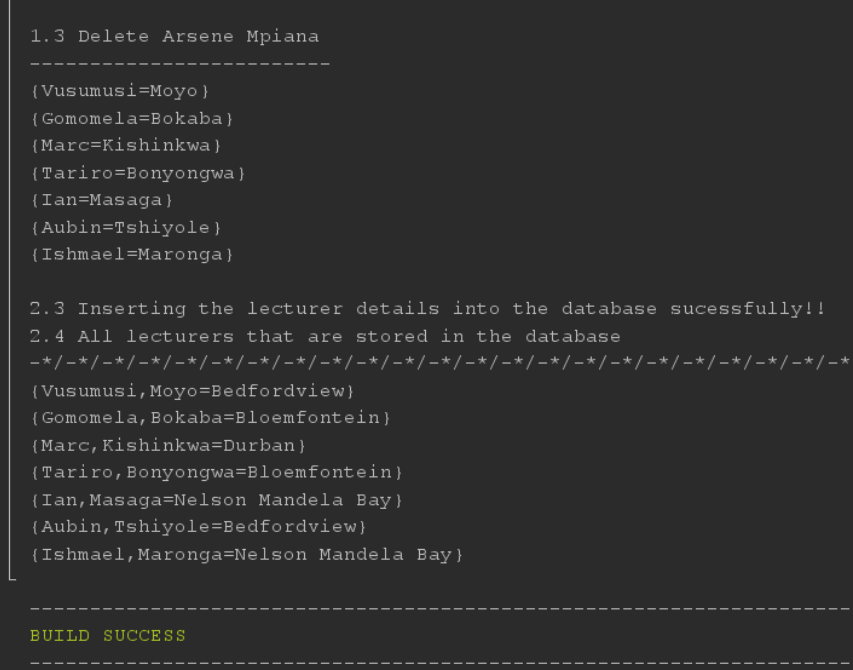 1.3 Delete Arsene Mpiana
-------------------------
{Vusumusi=Moyo}
{Gomomela=Bokaba}
{Marc=Kishinkwa}
{Tariro=Bonyongwa}
{Ian=Masaga}
{Aubin=Tshiyole}
{Ishmael=Maronga}
2.3 Inserting the lecturer details into the database sucessfully!!
2.4 All lecturers that are stored in the database
-*/-*/-*/-*/-*/-*/-*/-*/-*/-*/-*/-*/-*/-*/-*/-*/-*/-*/-*/-*/-*/-*/-*
{Vusumusi,Moyo=Bedfordview}
{Gomomela,Bokaba=Bloemfontein}
{Marc,Kishinkwa=Durban}
{Tariro,Bonyongwa=Bloemfontein}
{Ian,Masaga=Nelson Mandela Bay}
{Aubin,Tshiyole=Bedfordview}
{Ishmael,Maronga=Nelson Mandela Bay}
--------------------------------------------------------------------
BUILD SUCCESS
--------------------------------------------------------------------